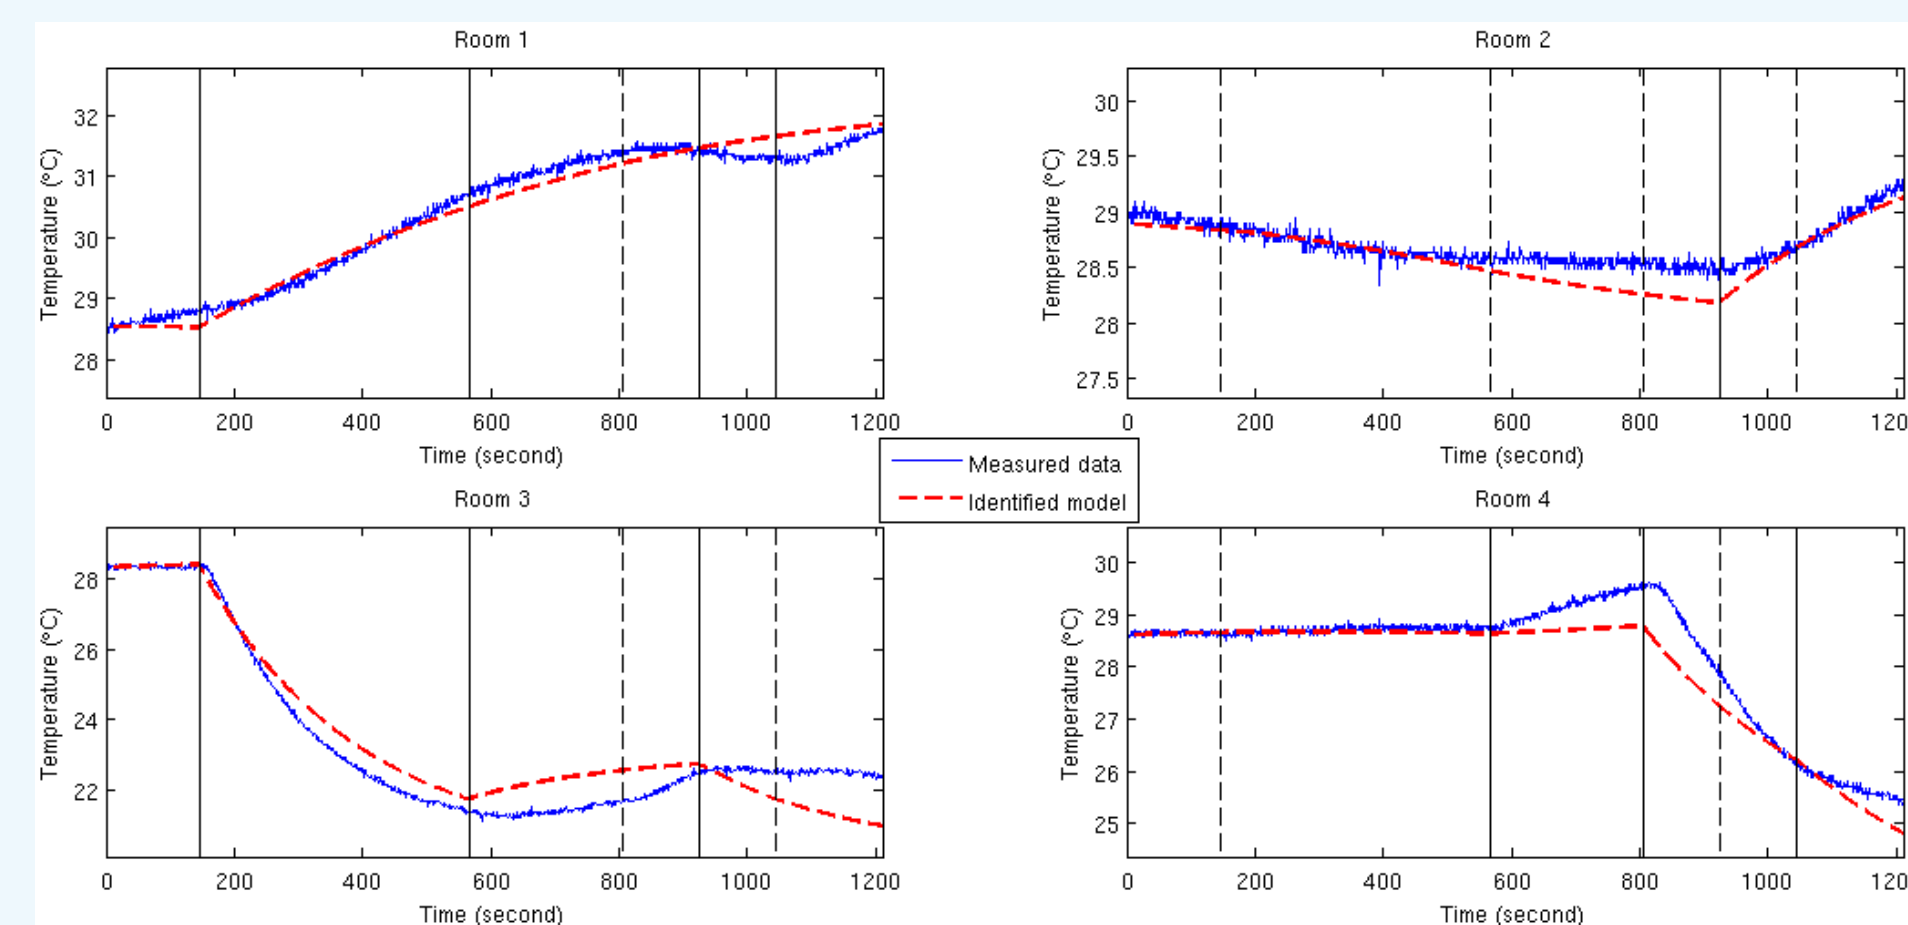 Room 1
Temperature (°C)
32
31
30
29
28
0 200 400 600 800 1000 1200
Time (second)
Room 2
Temperature (°C)
30
29.5
29
28.5
28
27.5
0 200 400 600 800 1000 120
Time (second)
Measured data
Identified model
Room 3
Temperature (°C)
28
26
24
22
0 200 400 600 800 1000 1200
Time (second)
Room 4
Temperature (°C)
30
29
28
27
26
25
0 200 400 600 800 1000 120
Time (second)